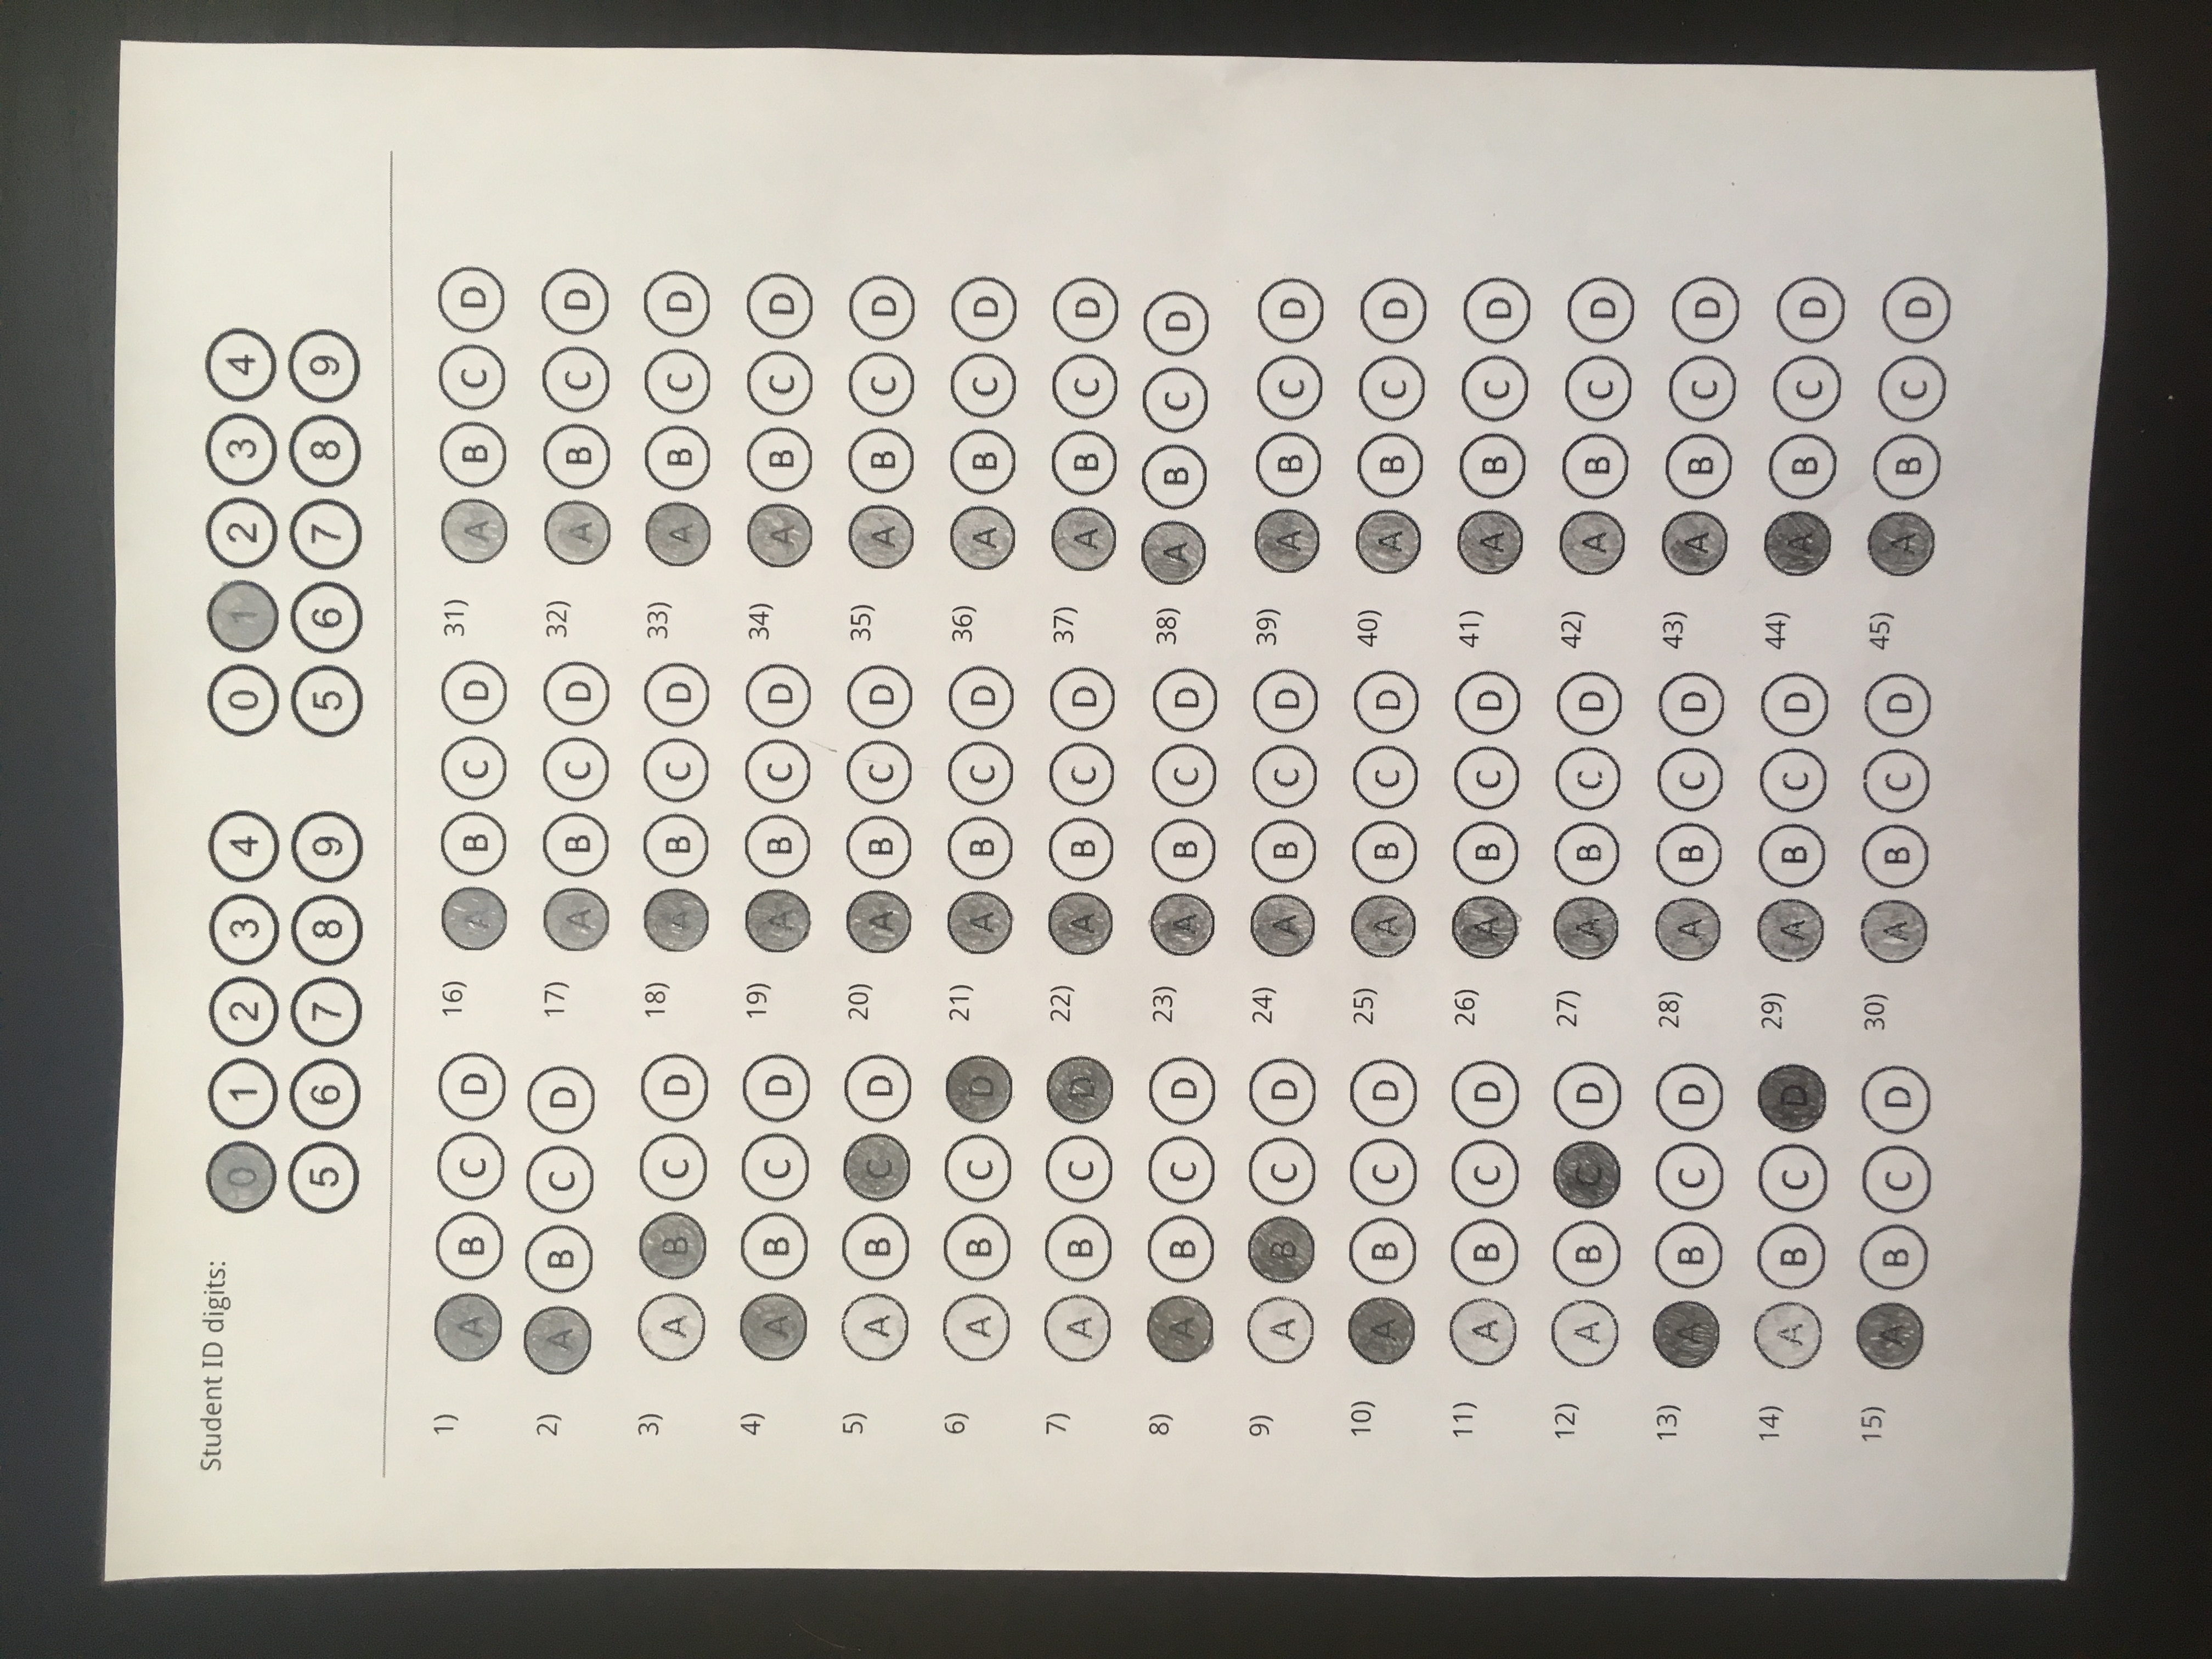 Student ID digits: 0 1 2 3 4 0 1 2 3 4
5 6 7 8 9 5 6 7 8 9
1) A B C D 16) A B C D 31) A B C D
2) A B C D 17) A B C D 32) A B C D
3) A B C D 18) A B C D 33) A B C D
4) A B C D 19) A B C D 34) A B C D
5) A B C D 20) A B C D 35) A B C D
6) A B C D 21) A B C D 36) A B C D
7) A B C D 22) A B C D 37) A B C D
8) A B C D 23) A B C D 38) A B C D
9) A B C D 24) A B C D 39) A B C D
10) A B C D 25) A B C D 40) A B C D
11) A B C D 26) A B C D 41) A B C D
12) A B C D 27) A B C D 42) A B C D
13) A B C D 28) A B C D 43) A B C D
14) A B C D 29) A B C D 44) A B C D
15) A B C D 30) A B C D 45) A B C D